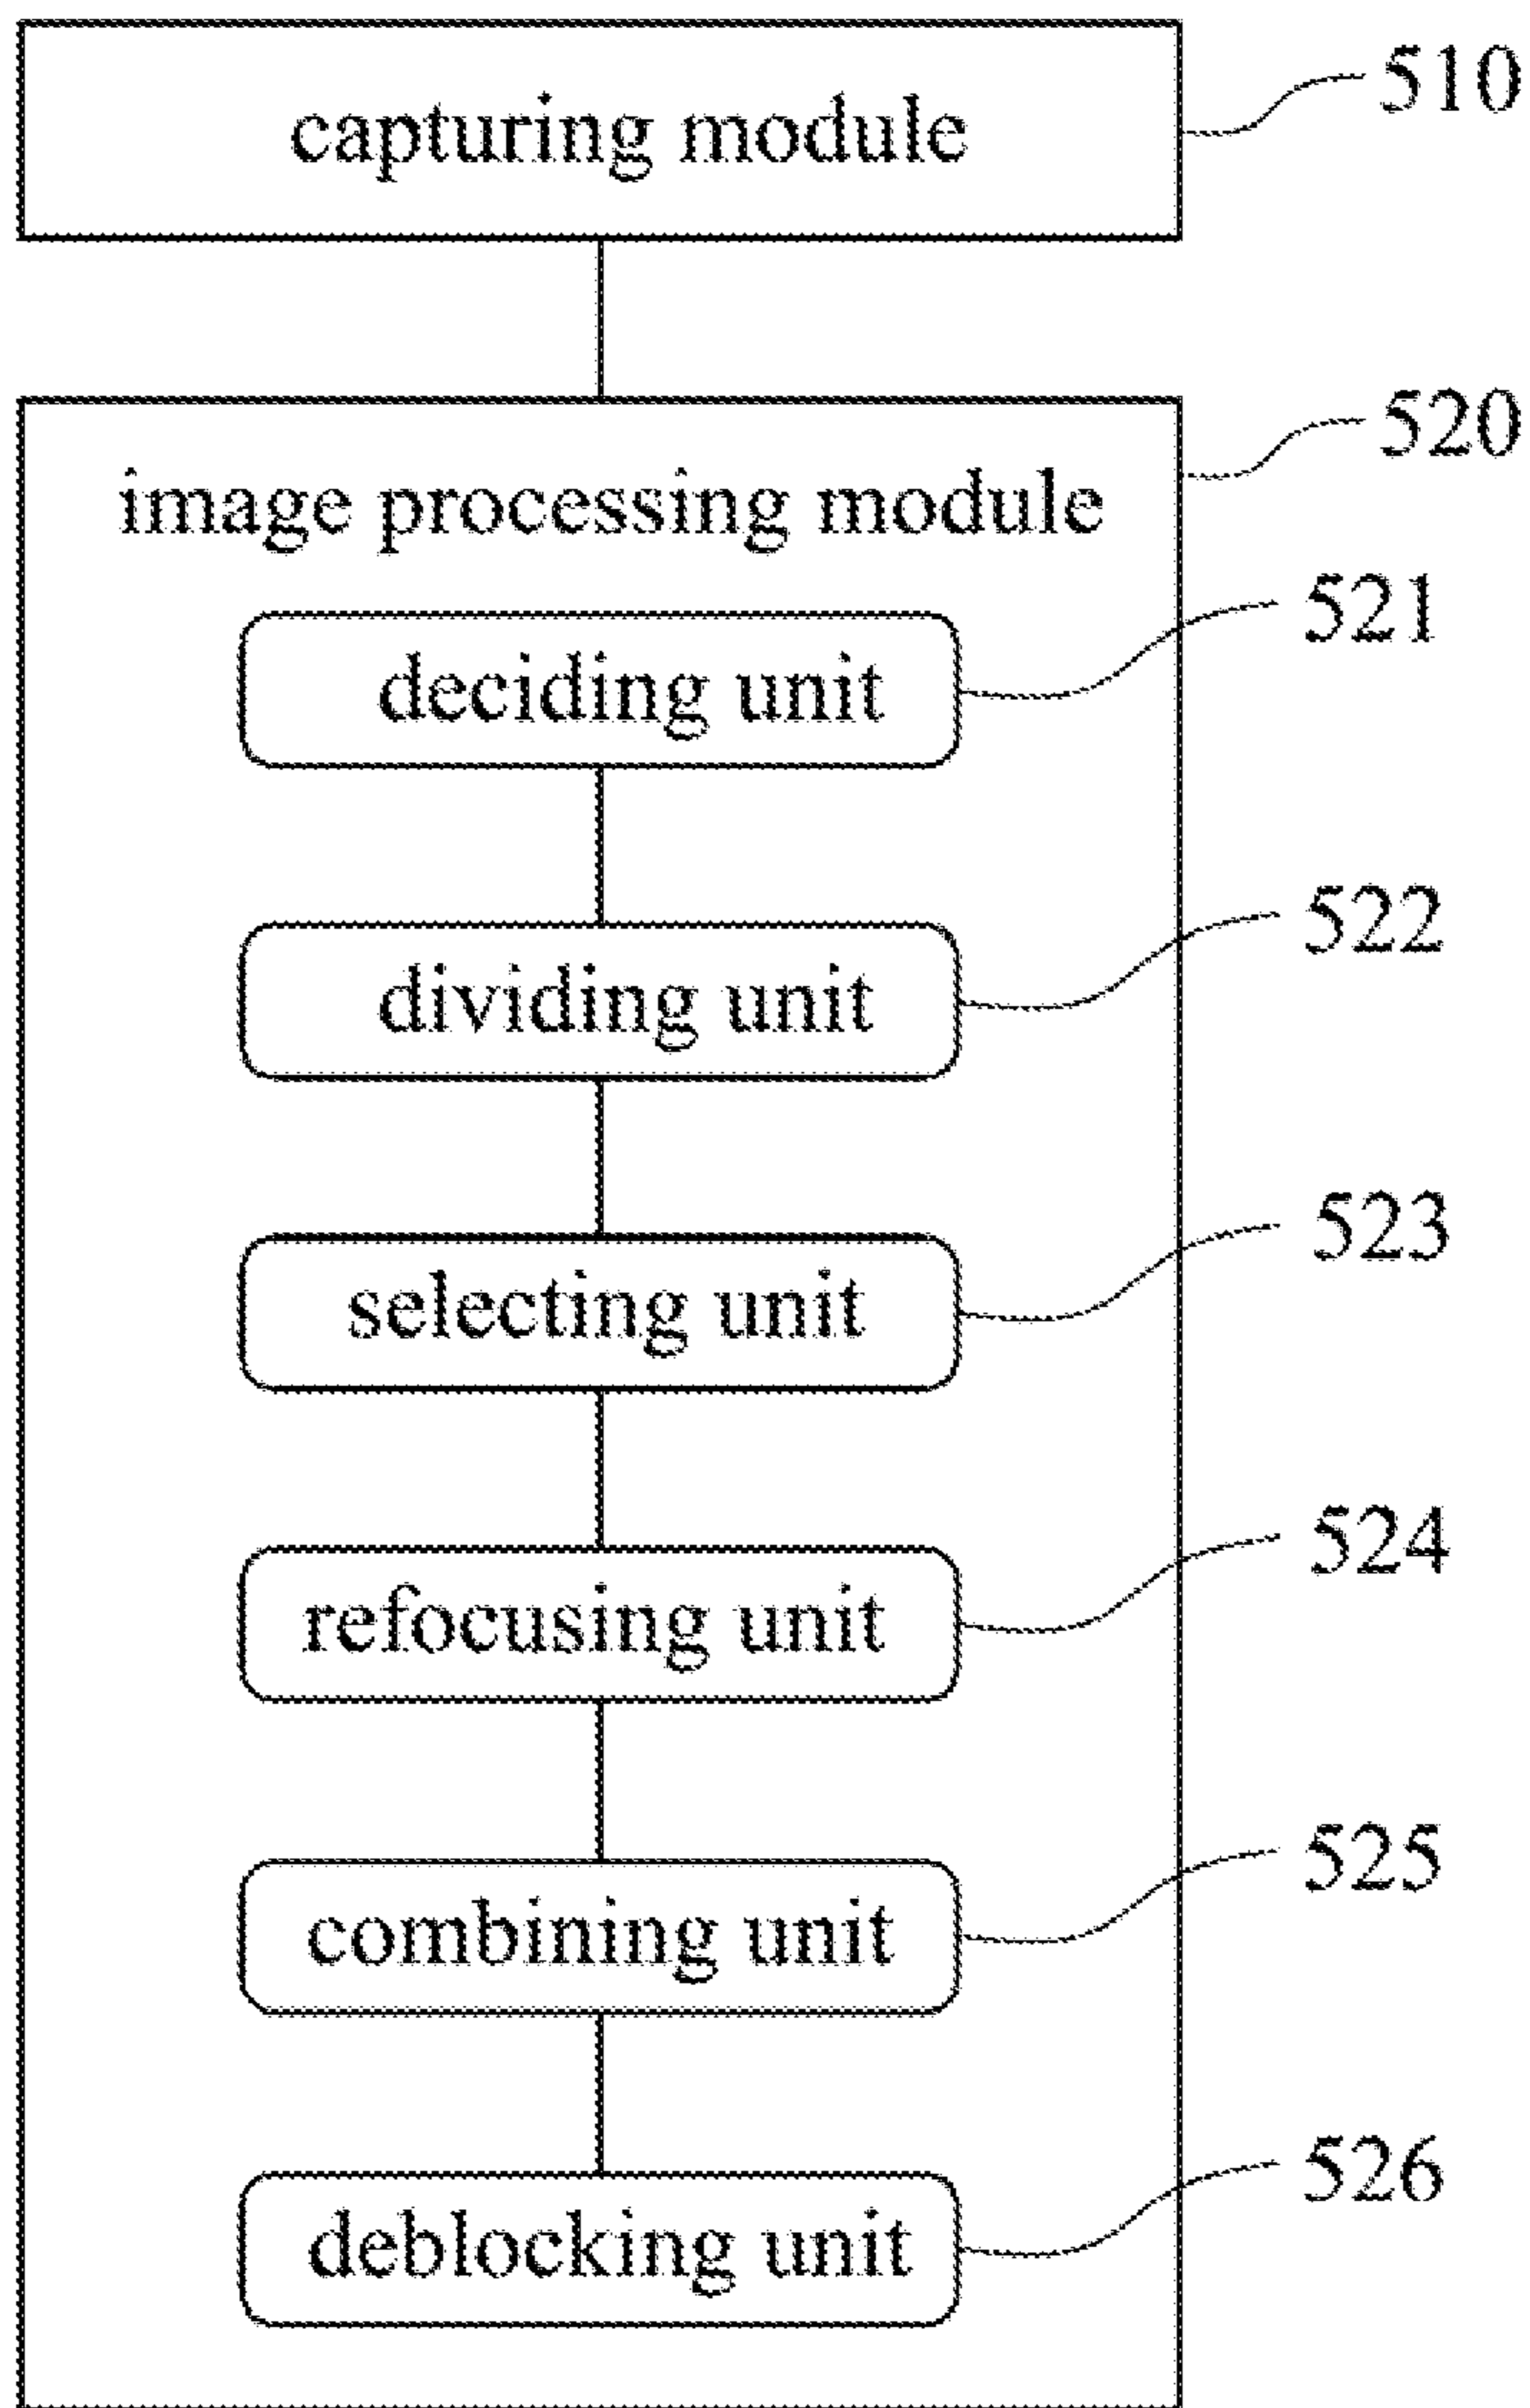 capturing module 510
520
image processing module
deciding unit 521
dividing unit 522
selecting unit 523
refocusing unit 524
combining unit 525
deblocking unit 526